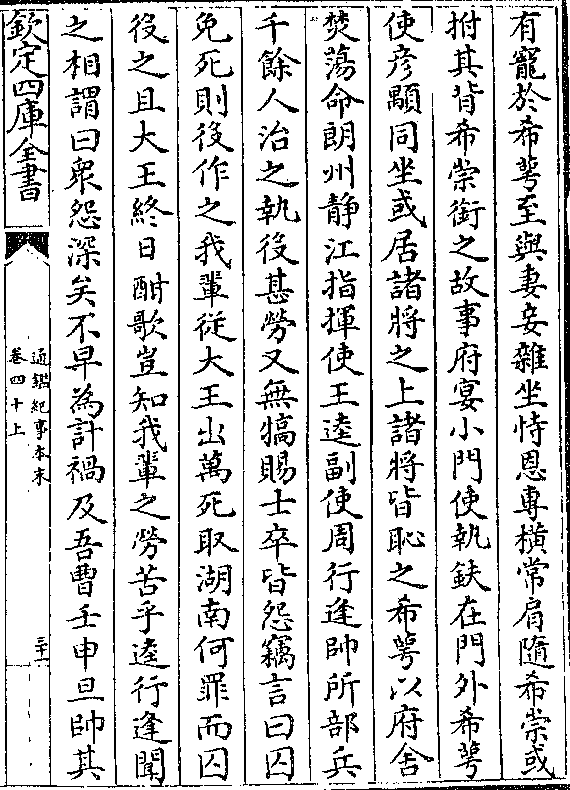 有寵於希萼至與妻妾雜坐恃恩專横常肩隨希崇或
拊其背希崇銜之故事府宴小門使執鈇在門外希萼
使彦顒同坐或居諸將之上諸將皆恥之希萼以府舍
焚蕩命朗州静江指揮使王逵副使周行逢帥所部兵
千餘人治之執役甚勞又無犒賜士卒皆怨竊言曰囚
免死則役作之我輩從大王出萬死取湖南何罪而囚
役之且大王終日酣歌豈知我輩之勞苦乎逵行逢聞
之相謂曰衆怨深矣不早為計禍及吾曹壬申旦帥其
欽定四庫全書
通鑑紀事本末
卷四十上
三十一